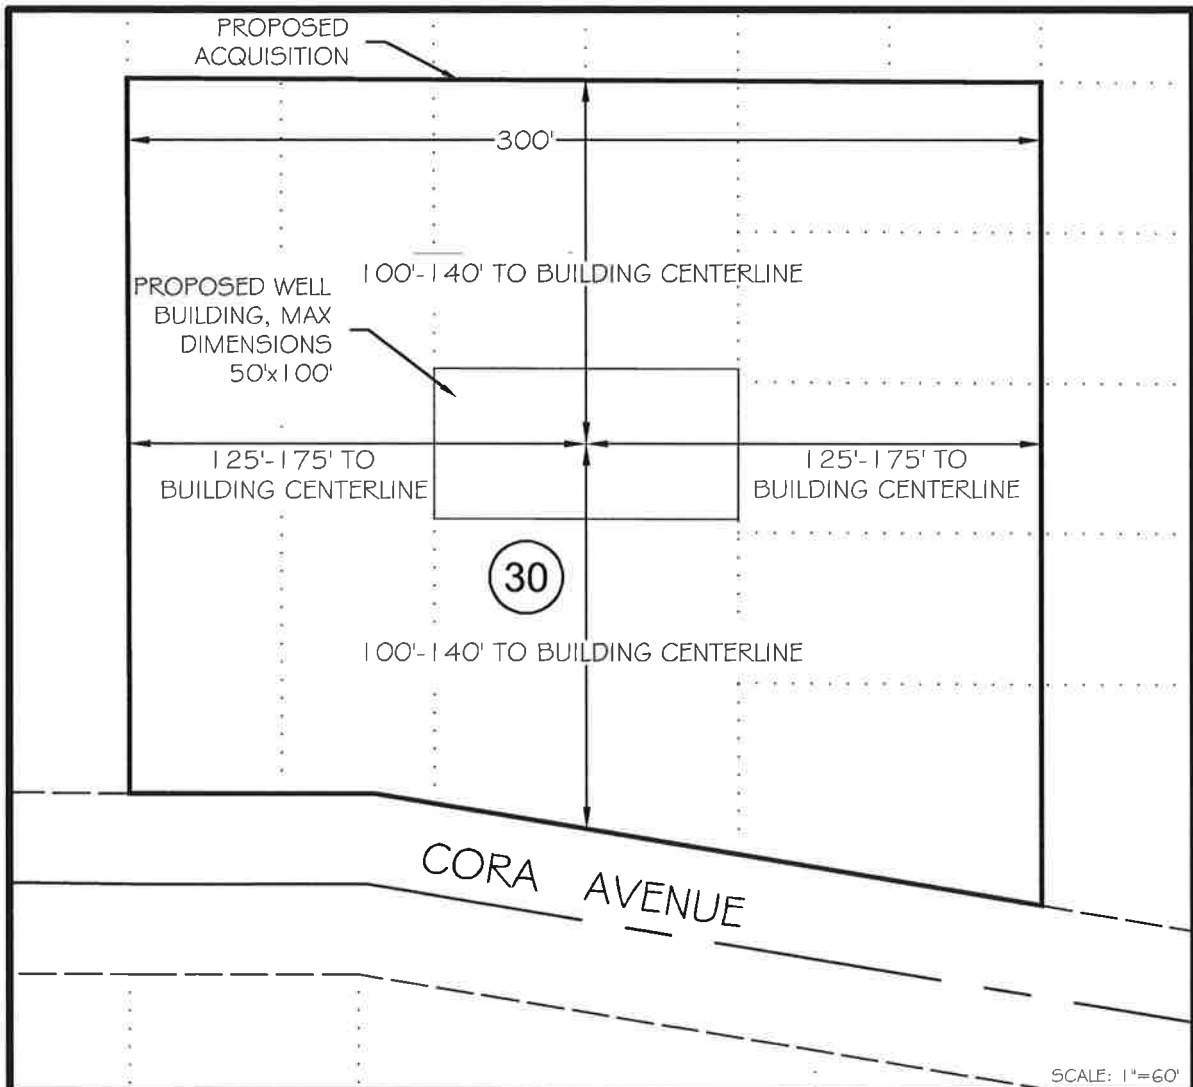 PROPOSED
ACQUISITION
300'
100'-140' TO BUILDING CENTERLINE
PROPOSED WELL
BUILDING, MAX
DIMENSIONS
50'x100'
125'-175' TO
BUILDING CENTERLINE
125'-175' TO
BUILDING CENTERLINE
30
100'-140' TO BUILDING CENTERLINE
CORA AVENUE
SCALE: 1"=60'